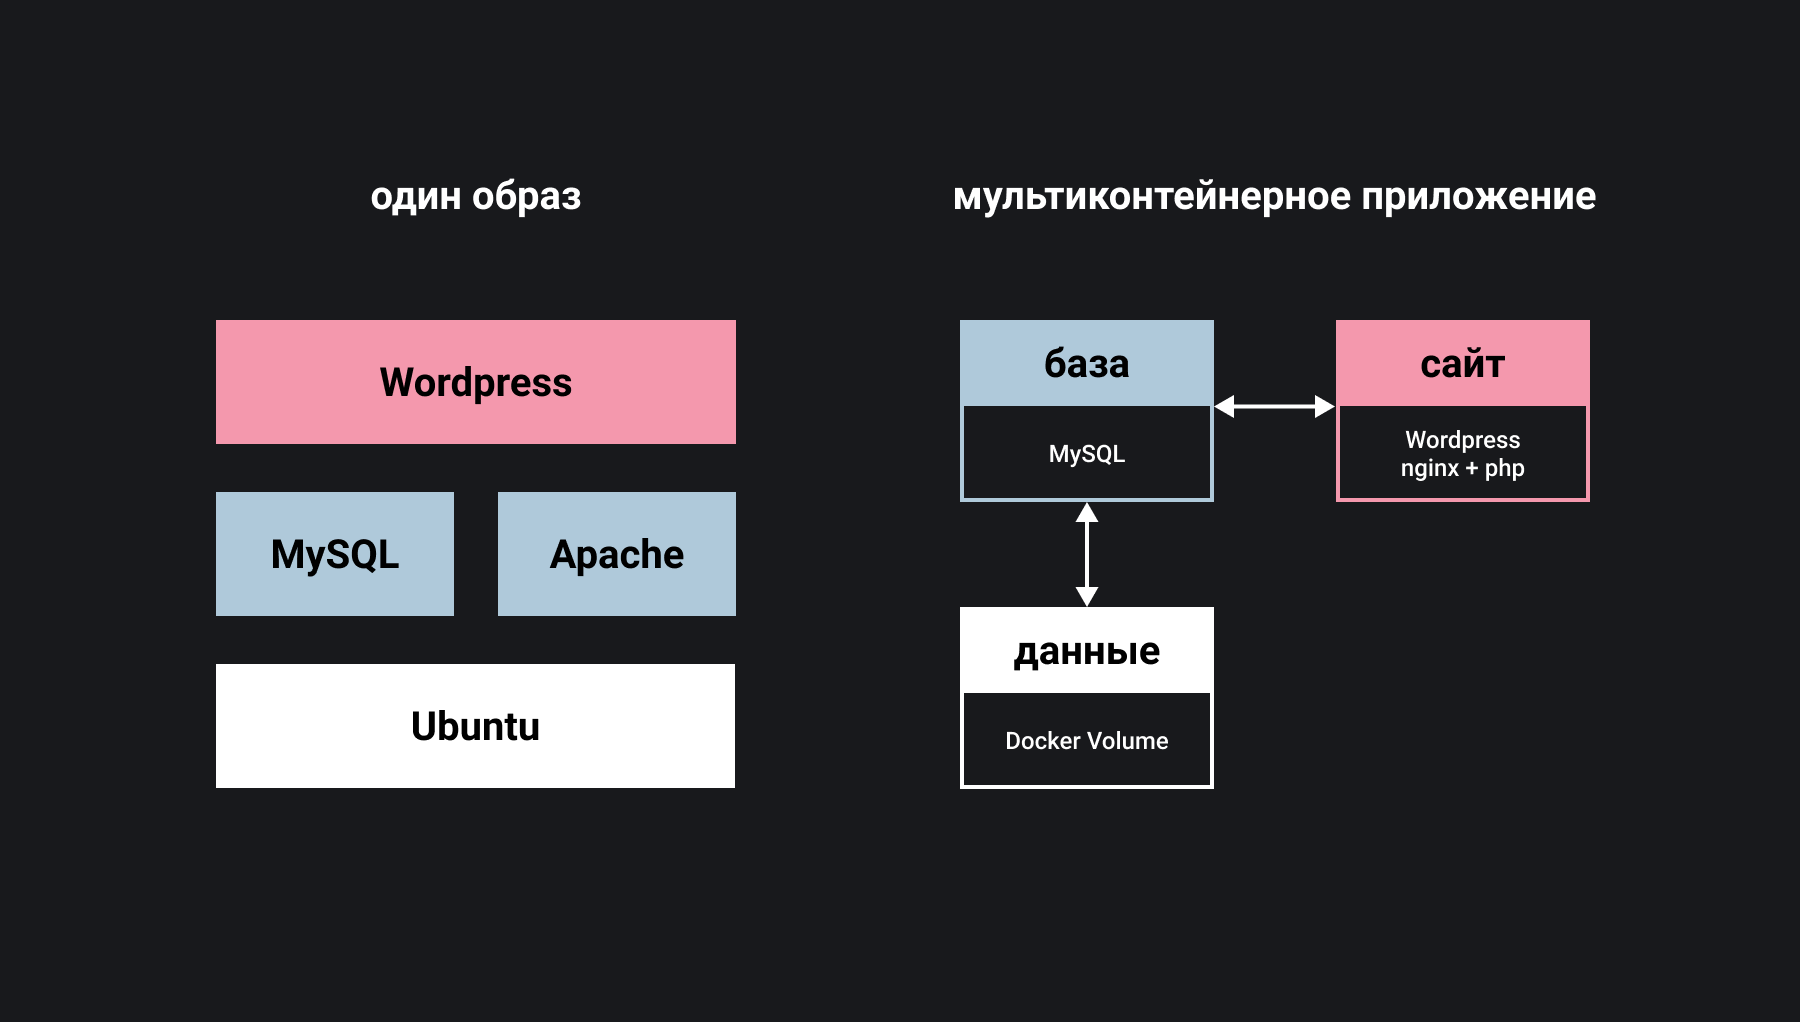 один образ
Wordpress
MySQL
Apache
Ubuntu
мультиконтейнерное приложение
база
MySQL
сайт
Wordpress
nginx + php
данные
Docker Volume